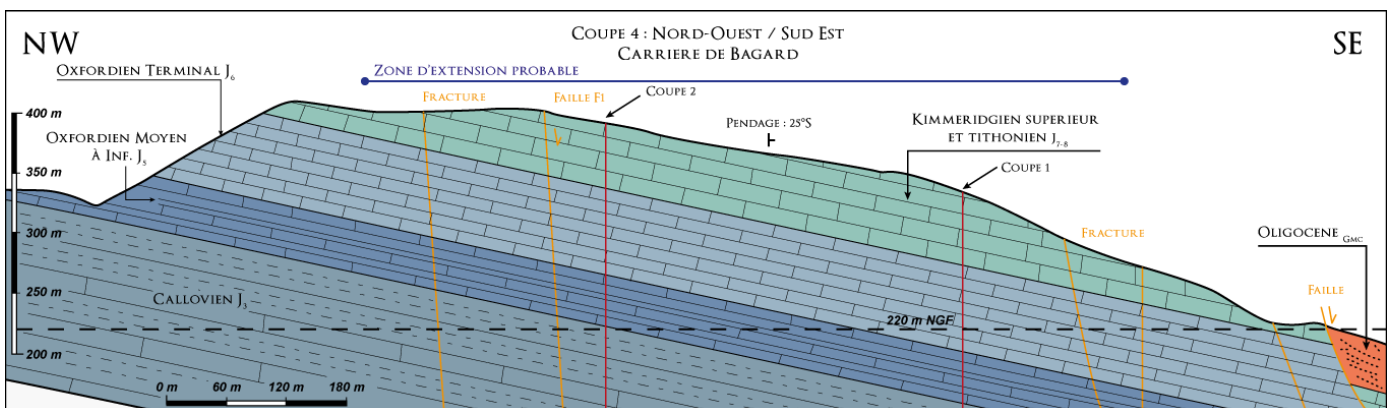 NW
COUPE 4 : NORD-OUEST / SUD EST
CARRIERE DE BAGARD
SE
OXFORDIEN TERMINAL J6
ZONE D'EXTENSION PROBABLE
FRACTURE
FAILLE F1
COUPE 2
400 m
PENDAGE : 25°S
KIMMERIDGIEN SUPERIEUR
ET TITHONIEN J7-8
OXFORDIEN MOYEN
À INF. J5
350 m
COUPE 1
300 m
FRACTURE
OLIGOCENE GMC
250 m
CALLOVIEN J3
FAILLE
220 m NGF
200 m
0 m 60 m 120 m 180 m